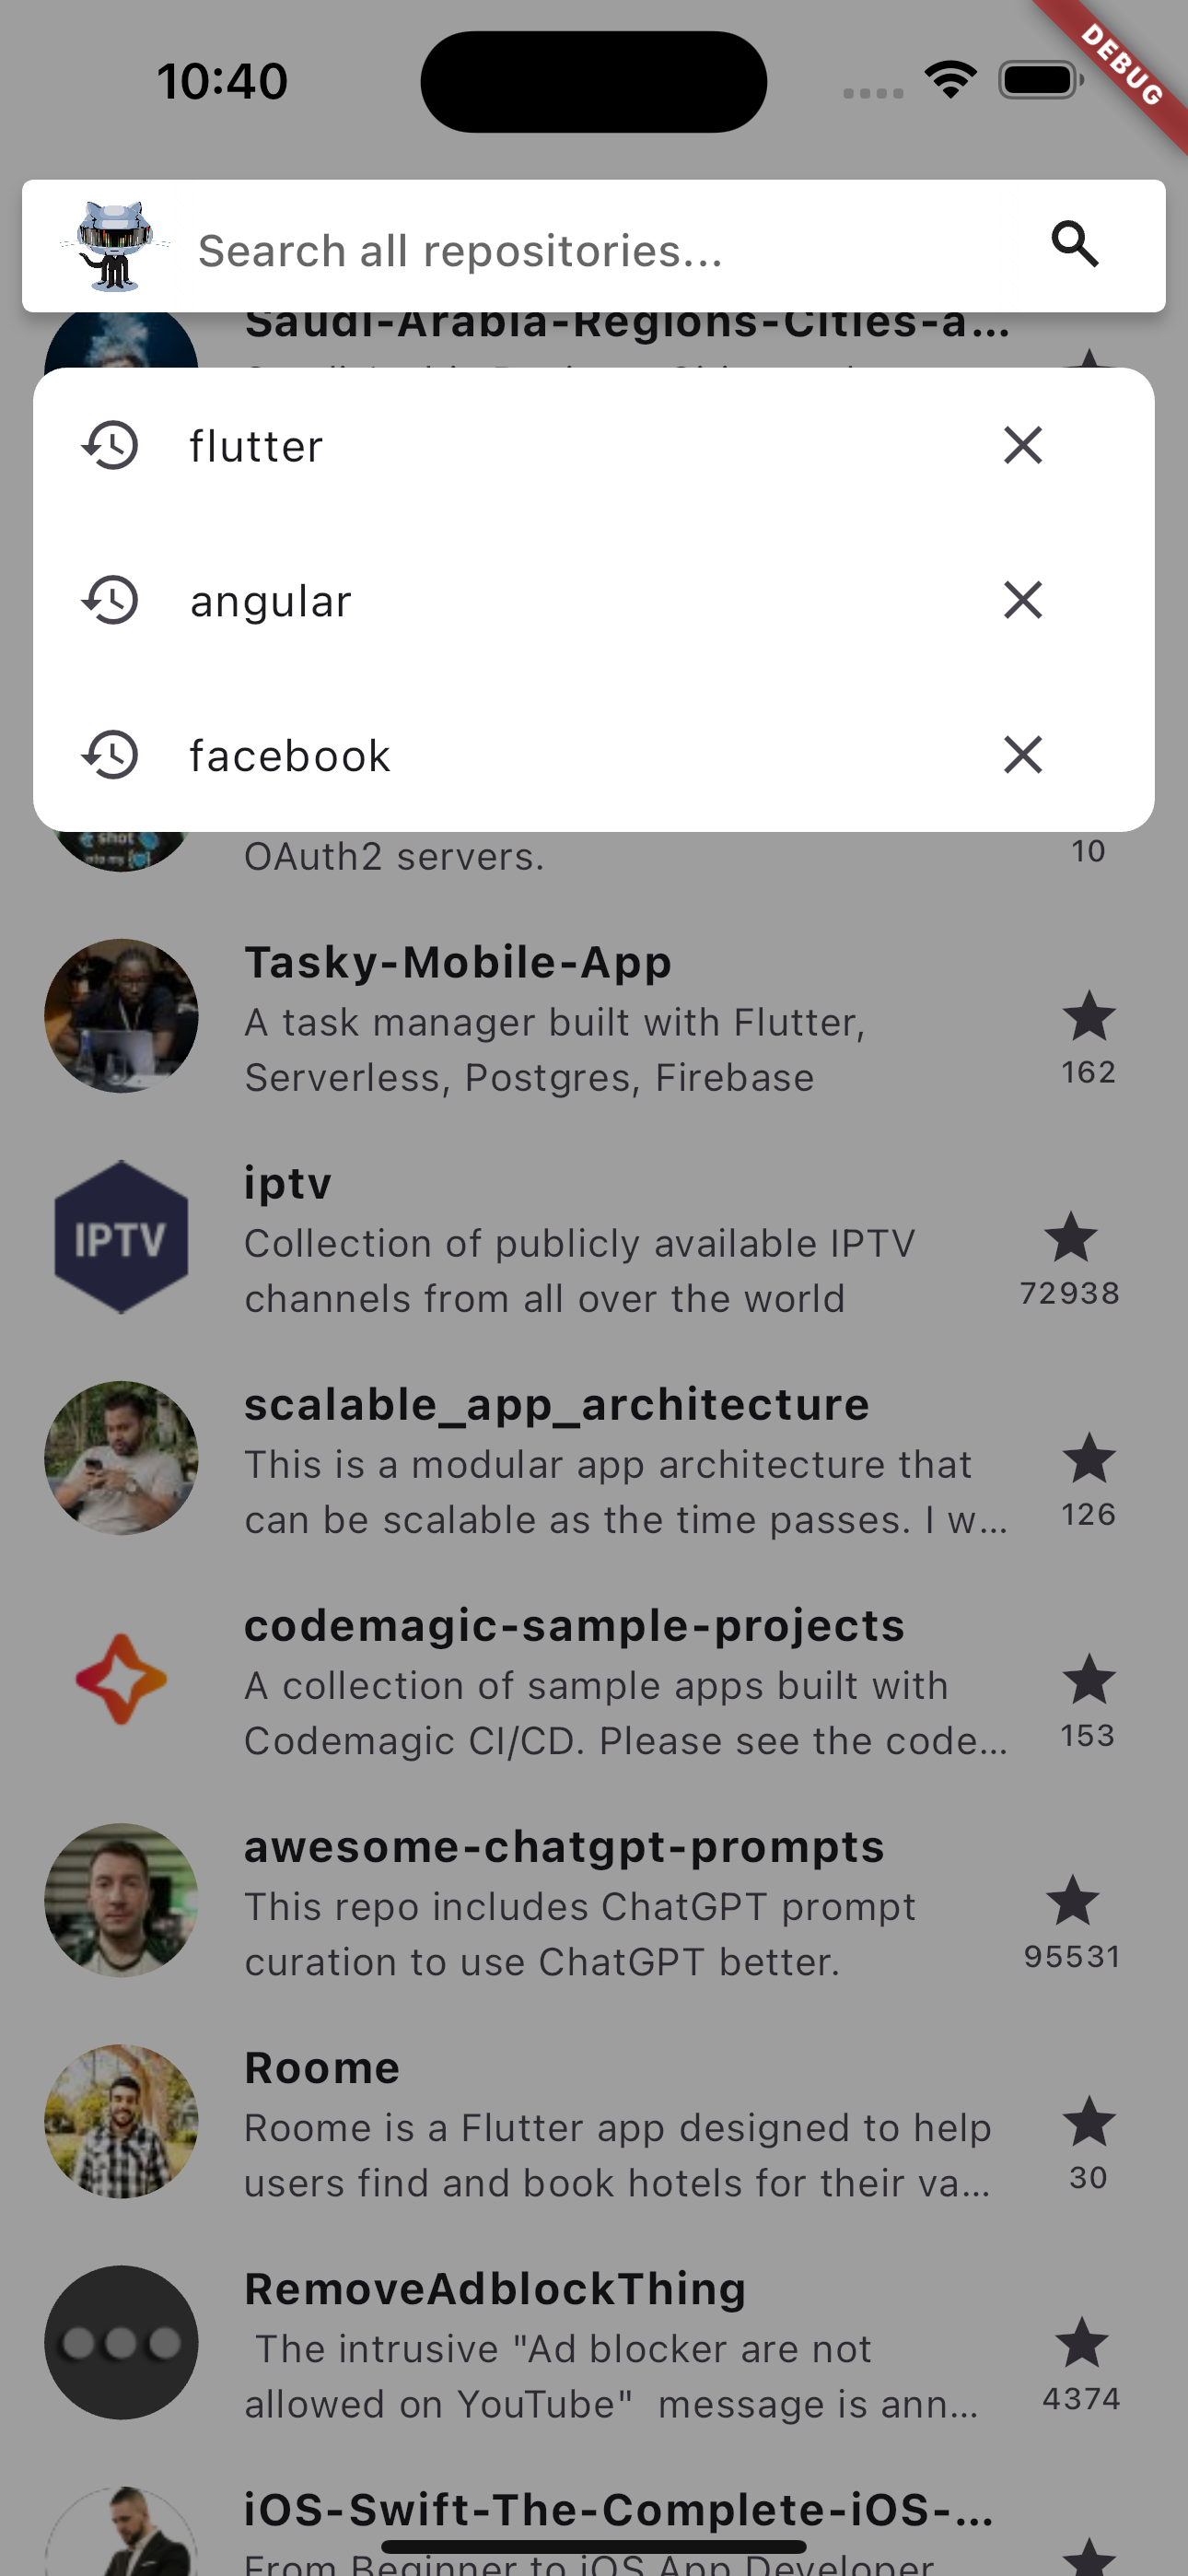 10:40
DEBUG
Search all repositories...
Saudi-Arabia-Regions-Cities-a...
flutter
angular
facebook
shot
into my
OAuth2 servers.
10
Tasky-Mobile-App
A task manager built with Flutter,
Serverless, Postgres, Firebase
162
IPTV
iptv
Collection of publicly available IPTV
channels from all over the world
72938
scalable_app_architecture
This is a modular app architecture that
can be scalable as the time passes. I w...
126
codemagic-sample-projects
A collection of sample apps built with
Codemagic CI/CD. Please see the code...
153
awesome-chatgpt-prompts
This repo includes ChatGPT prompt
curation to use ChatGPT better.
95531
Roome
Roome is a Flutter app designed to help
users find and book hotels for their va...
30
RemoveAdblockThing
The intrusive "Ad blocker are not
allowed on YouTube"  message is ann...
4374
iOS-Swift-The-Complete-iOS-...
From Beginner to iOS App Developer